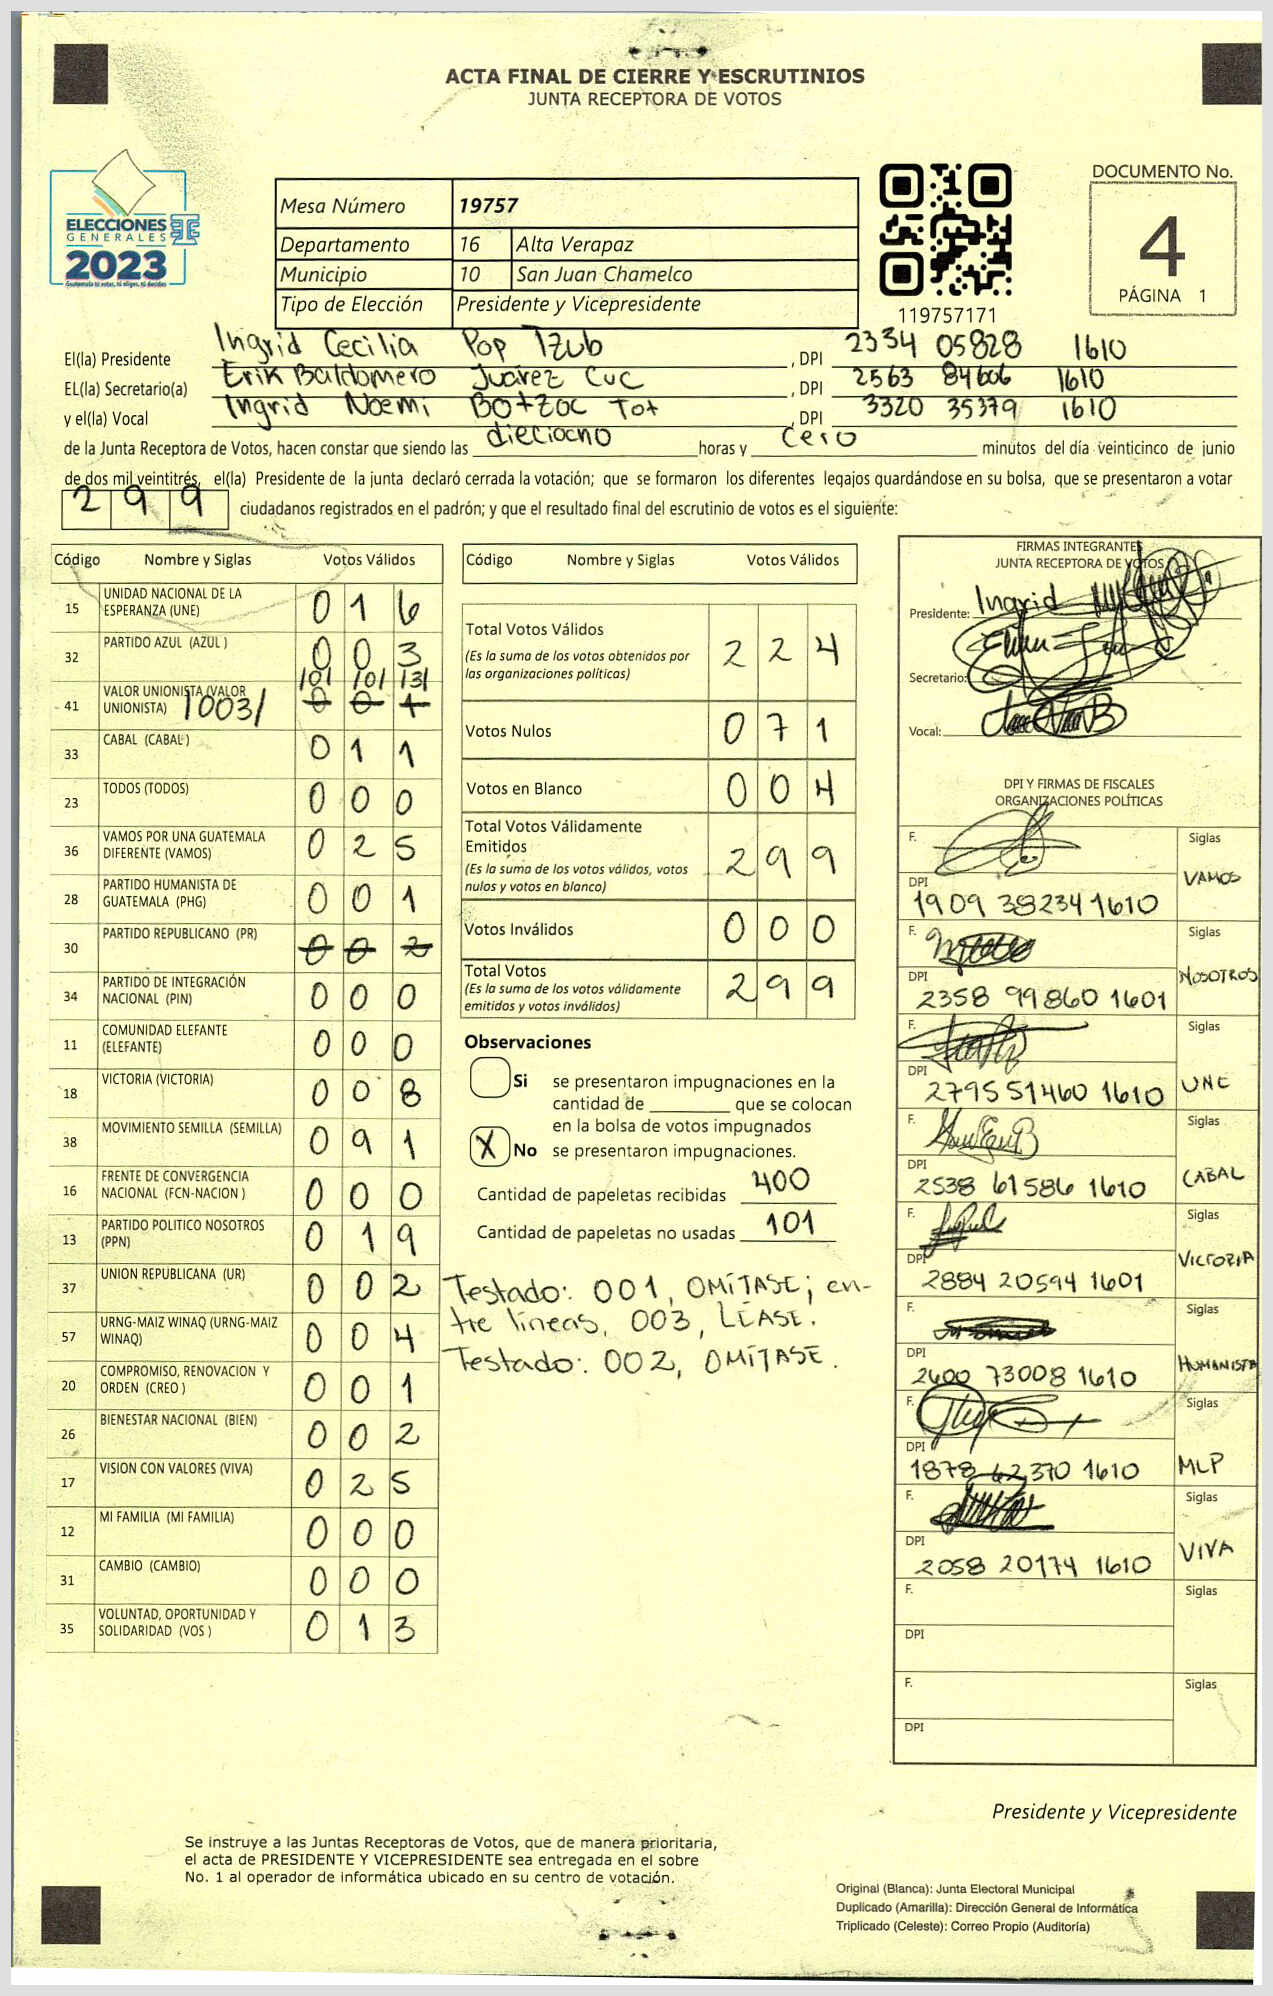 ACTA FINAL DE CIERRE Y ESCRUTINIOS
JUNTA RECEPTORA DE VOTOS
ELECCIONES
GENERALES
2023
Guatemala tú votas, tú eliges, tú decides
Mesa Número 19757
Departamento 16 Alta Verapaz
Municipio 10 San Juan Chamelco
Tipo de Elección Presidente y Vicepresidente
119757171
DOCUMENTO No.
4
PÁGINA 1
El(la) Presidente Ingrid Cecilia Pop Tzub, DPI 2334 05828 1610
EL(la) Secretario(a) Erik Baldomero Juárez Cuc, DPI 2563 84606 1610
y el(la) Vocal Ingrid Noemi Botzoc Tot, DPI 3320 35379 1610
de la Junta Receptora de Votos, hacen constar que siendo las dieciocho horas y cero minutos del día veinticinco de junio
de dos mil veintitrés, el(la) Presidente de la junta declaró cerrada la votación; que se formaron los diferentes legajos quardándose en su bolsa, que se presentaron a votar
299 ciudadanos registrados en el padrón; y que el resultado final del escrutinio de votos es el siguiente:
Código Nombre y Siglas Votos Válidos
15 UNIDAD NACIONAL DE LA ESPERANZA (UNE) 0 1 6
32 PARTIDO AZUL (AZUL ) 0 0 3
41 VALOR UNIONISTA (VALOR UNIONISTA) /003/ /0/ /0/ /3/ 0 0 1
33 CABAL (CABAL ) 0 1 1
23 TODOS (TODOS) 0 0 0
36 VAMOS POR UNA GUATEMALA DIFERENTE (VAMOS) 0 2 5
28 PARTIDO HUMANISTA DE GUATEMALA (PHG) 0 0 1
30 PARTIDO REPUBLICANO (PR) 0 0 2
34 PARTIDO DE INTEGRACIÓN NACIONAL (PIN) 0 0 0
11 COMUNIDAD ELEFANTE (ELEFANTE) 0 0 0
18 VICTORIA (VICTORIA) 0 0 8
38 MOVIMIENTO SEMILLA (SEMILLA) 0 9 1
16 FRENTE DE CONVERGENCIA NACIONAL (FCN-NACION ) 0 0 0
13 PARTIDO POLITICO NOSOTROS (PPN) 0 1 9
37 UNION REPUBLICANA (UR) 0 0 2
57 URNG-MAIZ WINAQ (URNG-MAIZ WINAQ) 0 0 4
20 COMPROMISO, RENOVACION Y ORDEN (CREO ) 0 0 1
26 BIENESTAR NACIONAL (BIEN) 0 0 2
17 VISION CON VALORES (VIVA) 0 2 5
12 MI FAMILIA (MI FAMILIA) 0 0 0
31 CAMBIO (CAMBIO) 0 0 0
35 VOLUNTAD, OPORTUNIDAD Y SOLIDARIDAD (VOS ) 0 1 3
Código Nombre y Siglas Votos Válidos
Total Votos Válidos 2 2 4
(Es la suma de los votos obtenidos por
las organizaciones politicas)
Votos Nulos 0 7 1
Votos en Blanco 0 0 4
Total Votos Válidamente
Emitidos 2 9 9
(Es la suma de los votos válidos, votos
nulos y votos en blanco)
Votos Inválidos 0 0 0
Total Votos 2 9 9
(Es la suma de los votos válidamente
emitidos y votos inválidos)
Observaciones
Si se presentaron impugnaciones en la
cantidad de ________ que se colocan
en la bolsa de votos impugnados
X No se presentaron impugnaciones.
Cantidad de papeletas recibidas 400
Cantidad de papeletas no usadas 101
Testado: 001, OMÍTASE; en-
tre lineas, 003, LÉASE.
Testado: 002, OMÍTASE.
FIRMAS INTEGRANTES
JUNTA RECEPTORA DE VOTOS
Presidente: Ingrid
Secretario:
Vocal:
DPI Y FIRMAS DE FISCALES
ORGANIZACIONES POLÍTICAS
F. Siglas
DPI 1909 38234 1610 VAMOS
F. Siglas
DPI 2358 99860 1601 NOSOTROS
F. Siglas
DPI 2795 51460 1610 UNE
F. Siglas
DPI 2538 61586 1610 CABAL
F. Siglas
DPI 2884 20594 1601 VICTORIA
F. Siglas
DPI 2600 73008 1610 HUMANISTA
F. Siglas
DPI 1878 62370 1610 MLP
F. Siglas
DPI 2058 20174 1610 VIVA
F. Siglas
DPI
F. Siglas
DPI
Presidente y Vicepresidente
Se instruye a las Juntas Receptoras de Votos, que de manera prioritaria,
el acta de PRESIDENTE Y VICEPRESIDENTE sea entregada en el sobre
No. 1 al operador de informática ubicado en su centro de votación.
Original (Blanca): Junta Electoral Municipal
Duplicado (Amarilla): Dirección General de Informática
Triplicado (Celeste): Correo Propio (Auditoría)